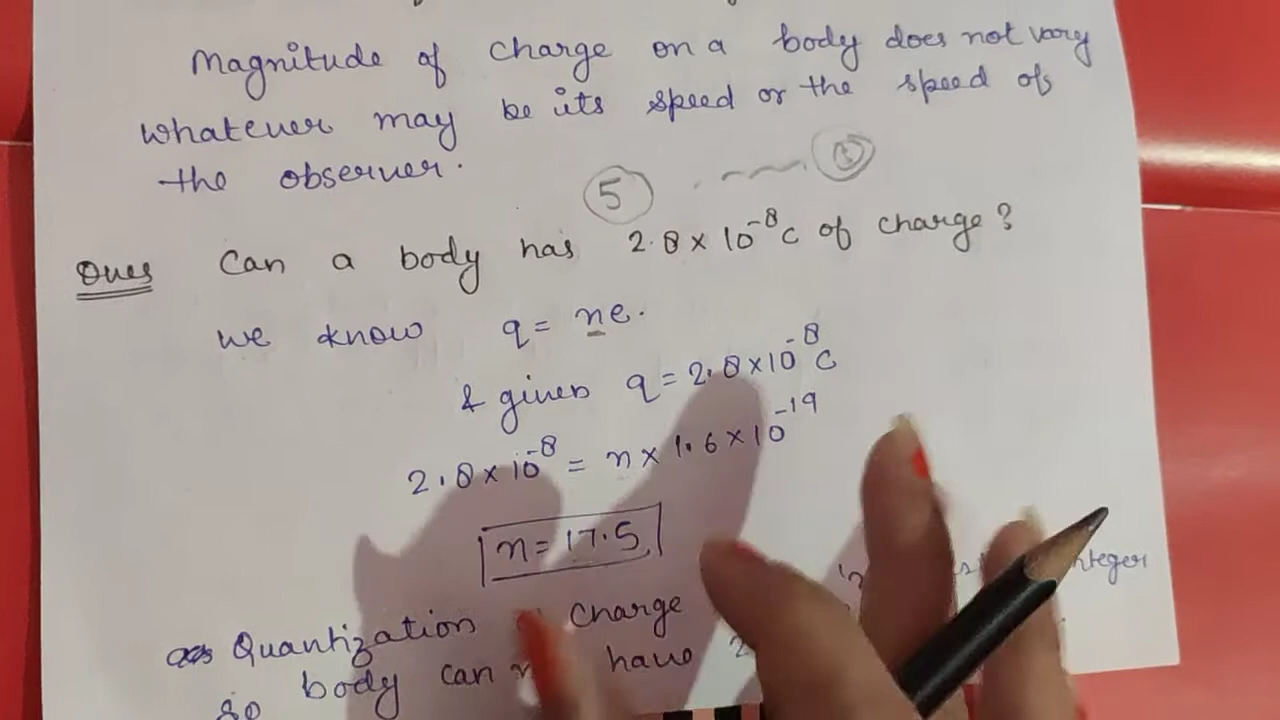 Magnitude of charge on a body does not vary
whatever may be its speed or the speed of
the observer.
5
Ques Can a body has 2.8 × 10⁻⁸ C of charge?
we know q = ne.
& given q = 2.8 × 10⁻⁸ C
2.8 × 10⁻⁸ = n × 1.6 × 10⁻¹⁹
n = 17.5
Quantization charge
so body can have